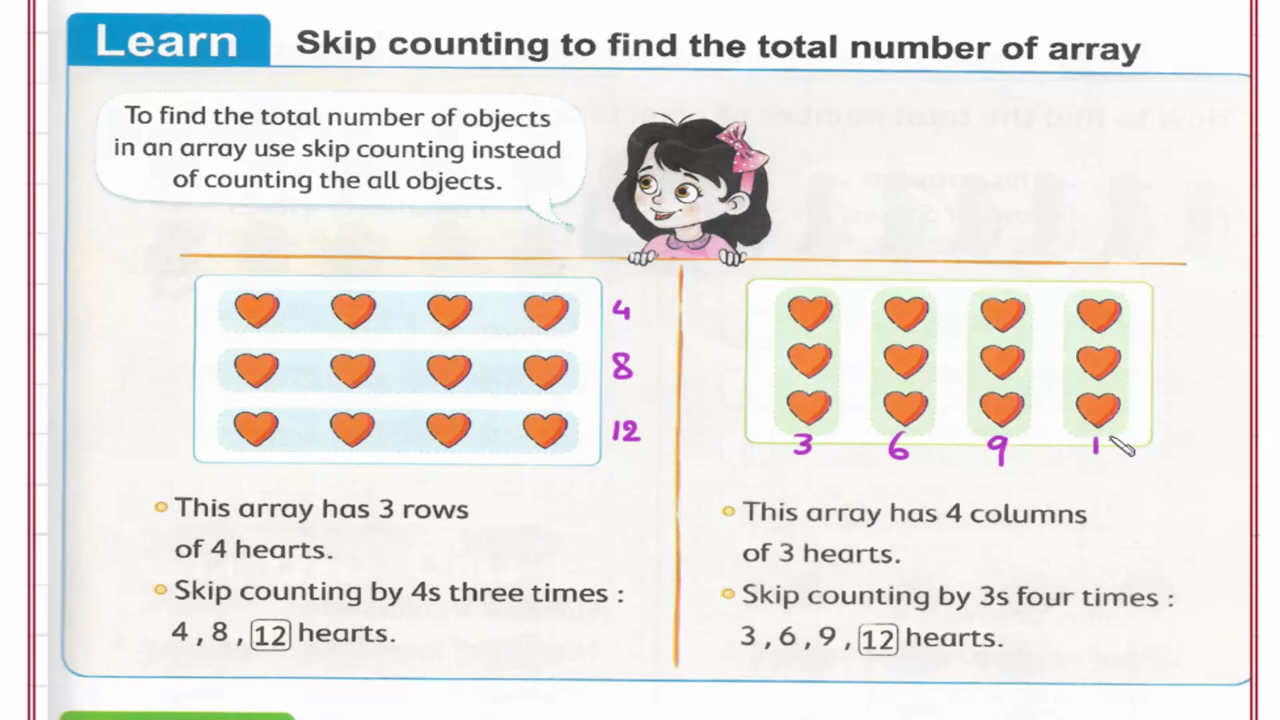 Learn
Skip counting to find the total number of array
To find the total number of objects
in an array use skip counting instead
of counting the all objects.
4
8
12
3 6 9 1
This array has 3 rows
of 4 hearts.
Skip counting by 4s three times :
4 , 8 , 12 hearts.
This array has 4 columns
of 3 hearts.
Skip counting by 3s four times :
3 , 6 , 9 , 12 hearts.